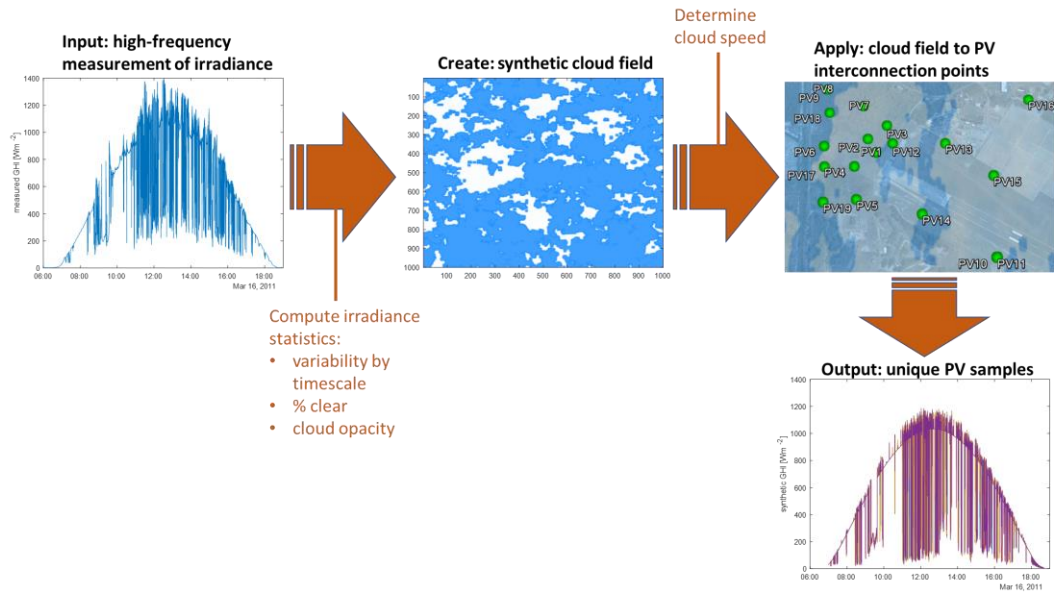 Input: high-frequency
measurement of irradiance
1400
1200
1000
800
600
400
200
0
measured GHI [Wm -2]
06:00 08:00 10:00 12:00 14:00 16:00 18:00
Mar 16, 2011
Compute irradiance
statistics:
• variability by
timescale
• % clear
• cloud opacity
Create: synthetic cloud field
100
200
300
400
500
600
700
800
900
1000
100 200 300 400 500 600 700 800 900 1000
Determine
cloud speed
Apply: cloud field to PV
interconnection points
PV8
PV9
PV7
PV16
PV18
PV3
PV6
PV2
PV1
PV12
PV13
PV17
PV4
PV15
PV19
PV5
PV14
PV10
PV11
Output: unique PV samples
1400
1200
1000
800
600
400
200
0
synthetic GHI [Wm -2]
06:00 08:00 10:00 12:00 14:00 16:00 18:00
Mar 16, 2011